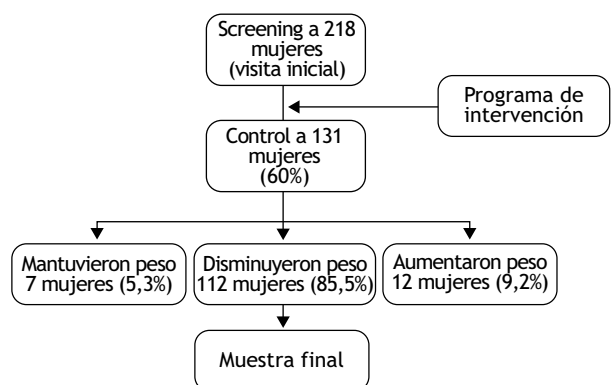 Screening a 218
mujeres
(visita inicial)
Programa de
intervención
Control a 131
mujeres
(60%)
Mantuvieron peso
7 mujeres (5,3%)
Disminuyeron peso
112 mujeres (85,5%)
Aumentaron peso
12 mujeres (9,2%)
Muestra final